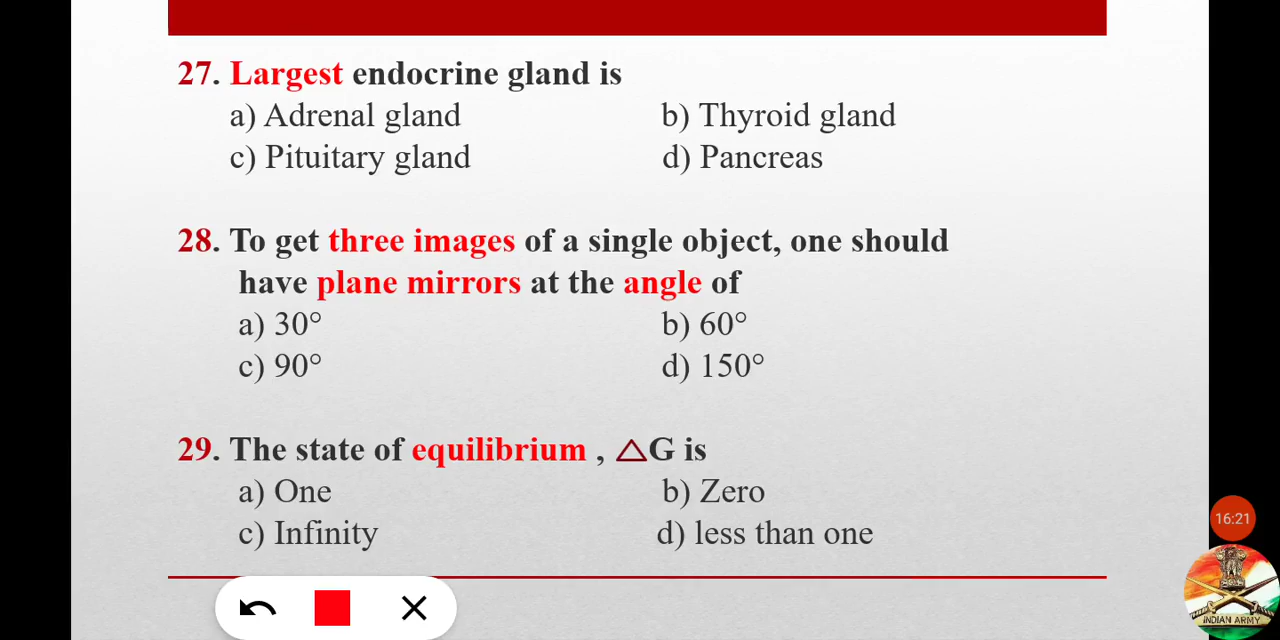 27. Largest endocrine gland is
a) Adrenal gland b) Thyroid gland
c) Pituitary gland d) Pancreas
28. To get three images of a single object, one should
have plane mirrors at the angle of
a) 30° b) 60°
c) 90° d) 150°
29. The state of equilibrium , △G is
a) One b) Zero
c) Infinity d) less than one
16:21
INDIAN ARMY